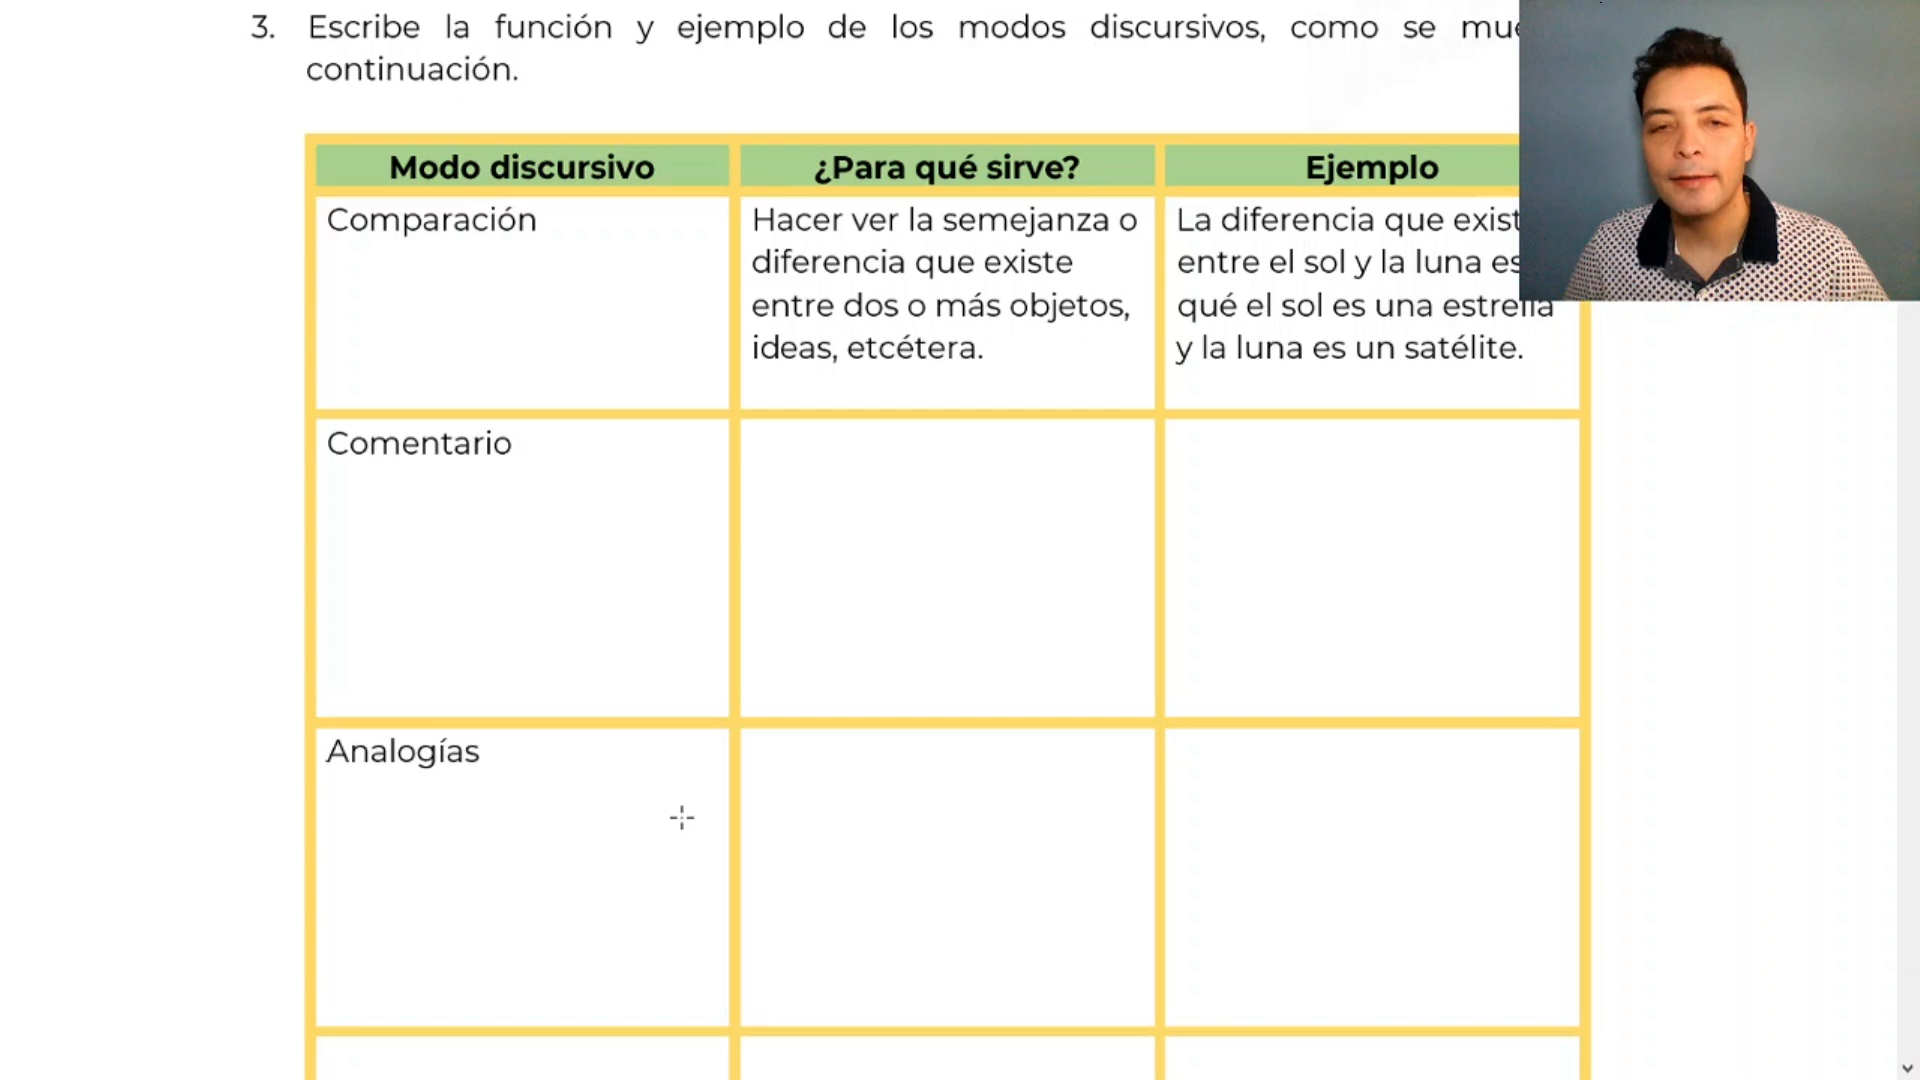 3. Escribe la función y ejemplo de los modos discursivos, como se
continuación.
Modo discursivo ¿Para qué sirve? Ejemplo
Comparación
Hacer ver la semejanza o
diferencia que existe
entre dos o más objetos,
ideas, etcétera.
La diferencia que
entre el sol y la luna es
qué el sol es una estrella
y la luna es un satélite.
Comentario
Analogías